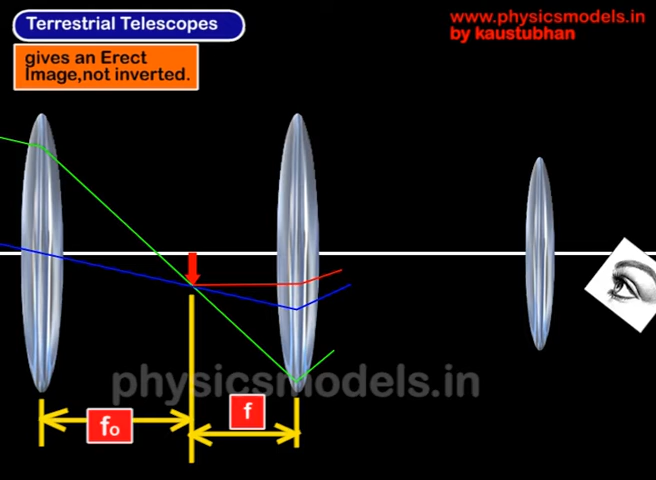 Terrestrial Telescopes
www.physicsmodels.in
by kaustubhan
gives an Erect
Image,not inverted.
physicsmodels.in
fo
f